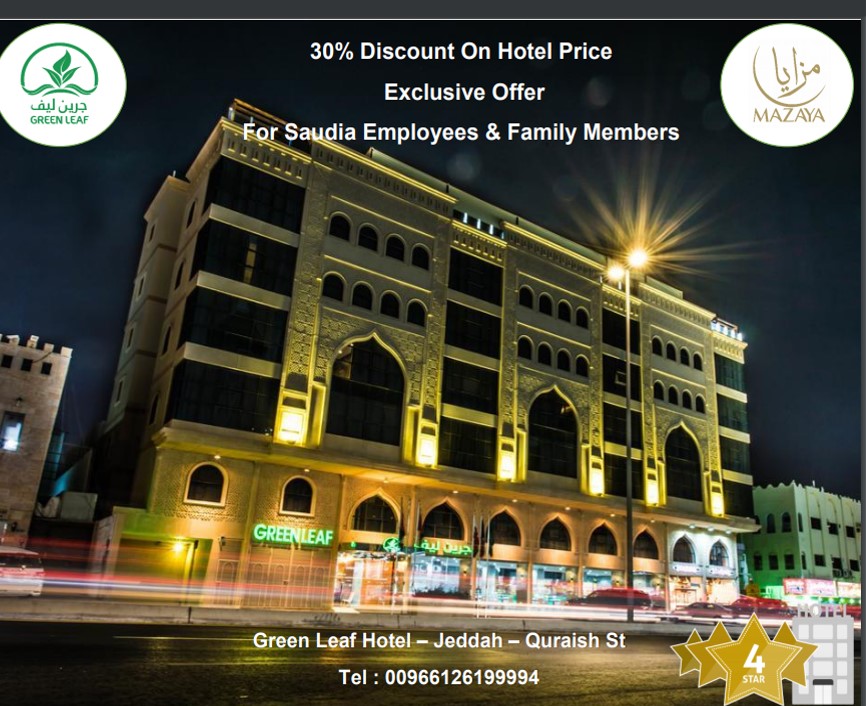 30% Discount On Hotel Price
Exclusive Offer
For Saudia Employees & Family Members
جرين ليف
GREEN LEAF
مزايا
MAZAYA
GREENLEAF
جرين ليف
HOTEL
Green Leaf Hotel – Jeddah – Quraish St
Tel : 00966126199994
4
STAR